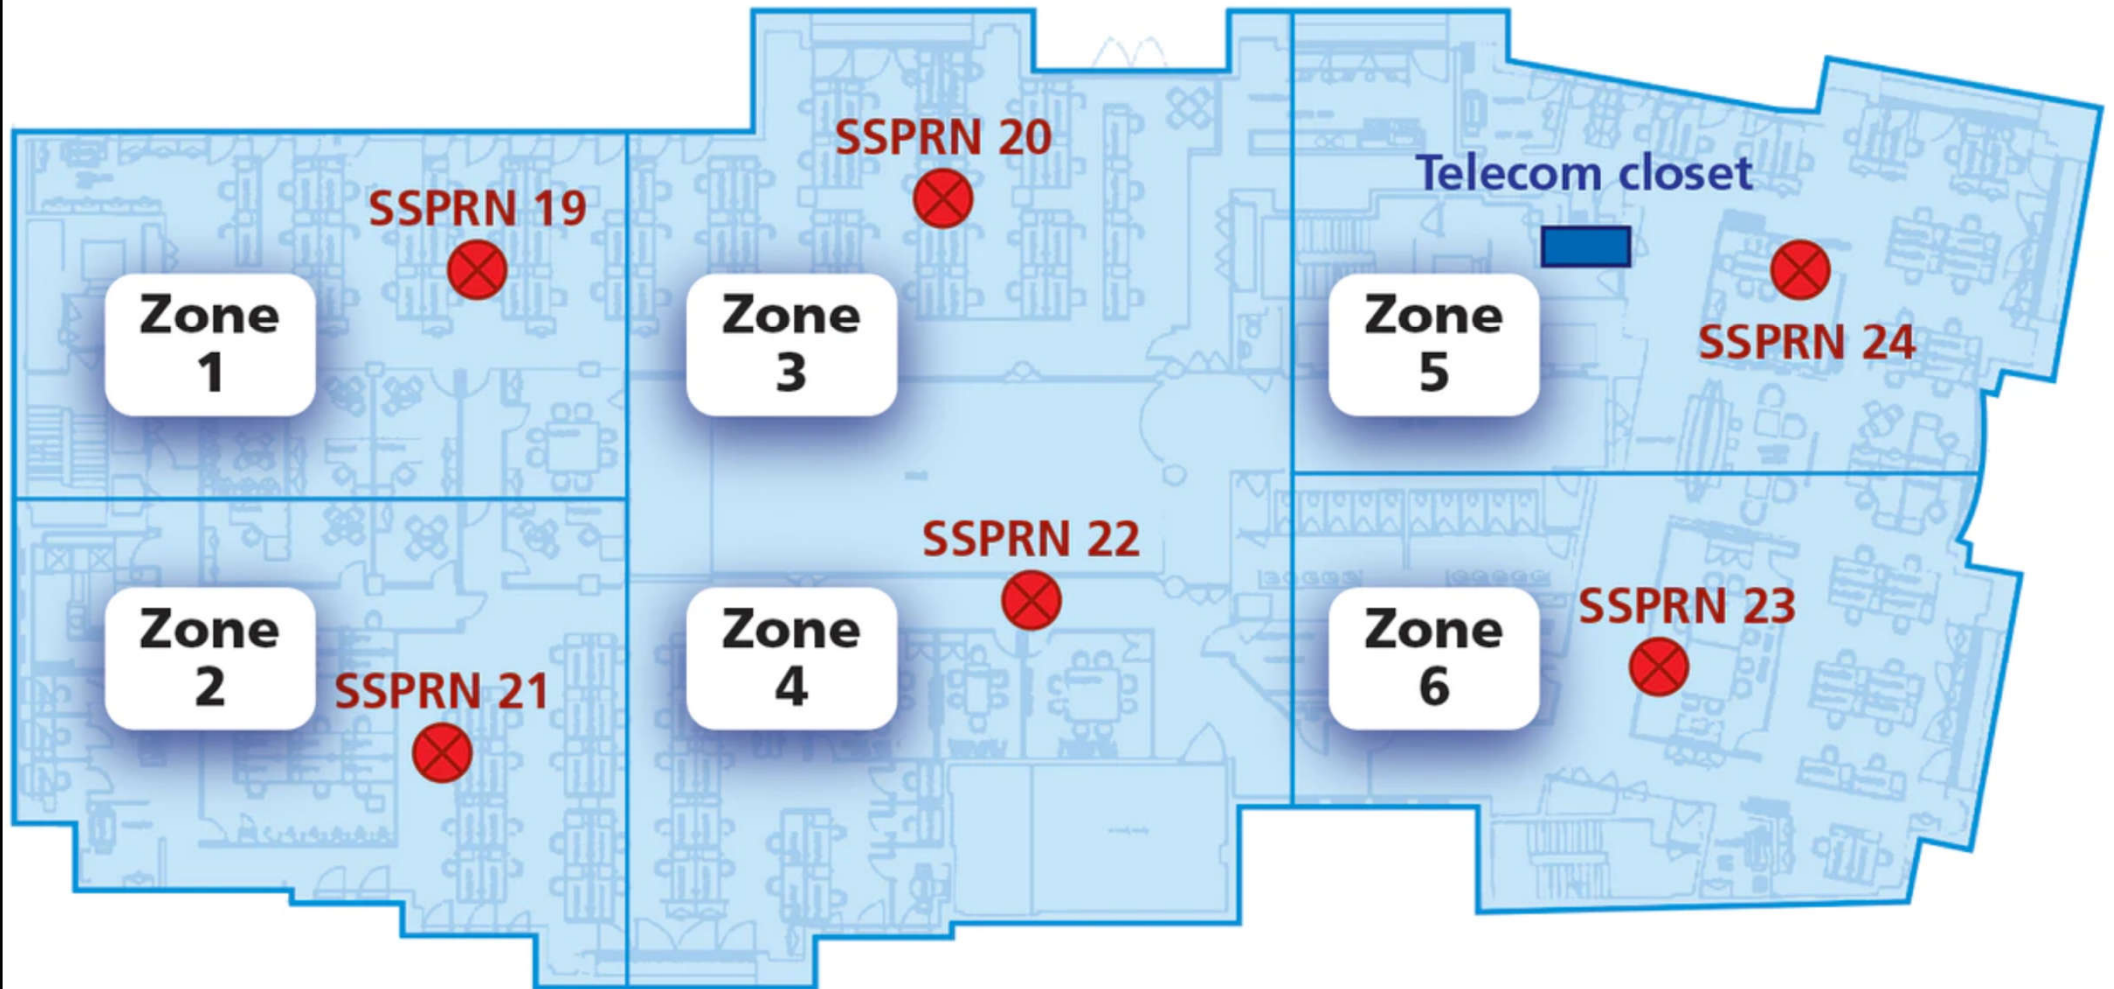 SSPRN 20
Telecom closet
SSPRN 19
Zone
1
Zone
3
Zone
5
SSPRN 24
SSPRN 22
Zone
2
SSPRN 21
Zone
4
Zone
6
SSPRN 23